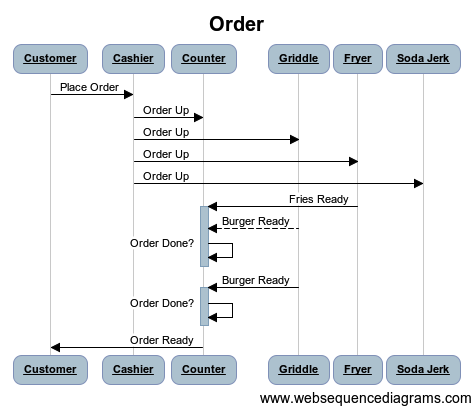 Order
Customer Cashier Counter Griddle Fryer Soda Jerk
Place Order
Order Up
Order Up
Order Up
Order Up
Fries Ready
Burger Ready
Order Done?
Burger Ready
Order Done?
Order Ready
Customer Cashier Counter Griddle Fryer Soda Jerk
www.websequencediagrams.com